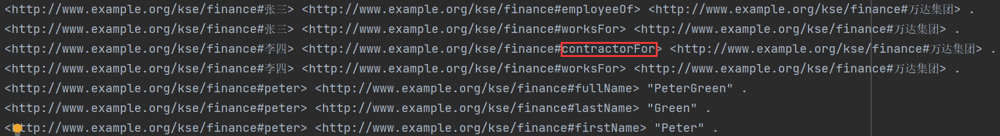 <http://www.example.org/kse/finance#张三> <http://www.example.org/kse/finance#employeeOf> <http://www.example.org/kse/finance#万达集团> .
<http://www.example.org/kse/finance#张三> <http://www.example.org/kse/finance#worksFor> <http://www.example.org/kse/finance#万达集团> .
<http://www.example.org/kse/finance#李四> <http://www.example.org/kse/finance#contractorFor> <http://www.example.org/kse/finance#万达集团> .
<http://www.example.org/kse/finance#李四> <http://www.example.org/kse/finance#worksFor> <http://www.example.org/kse/finance#万达集团> .
<http://www.example.org/kse/finance#peter> <http://www.example.org/kse/finance#fullName> "PeterGreen" .
<http://www.example.org/kse/finance#peter> <http://www.example.org/kse/finance#lastName> "Green" .
<http://www.example.org/kse/finance#peter> <http://www.example.org/kse/finance#firstName> "Peter" .